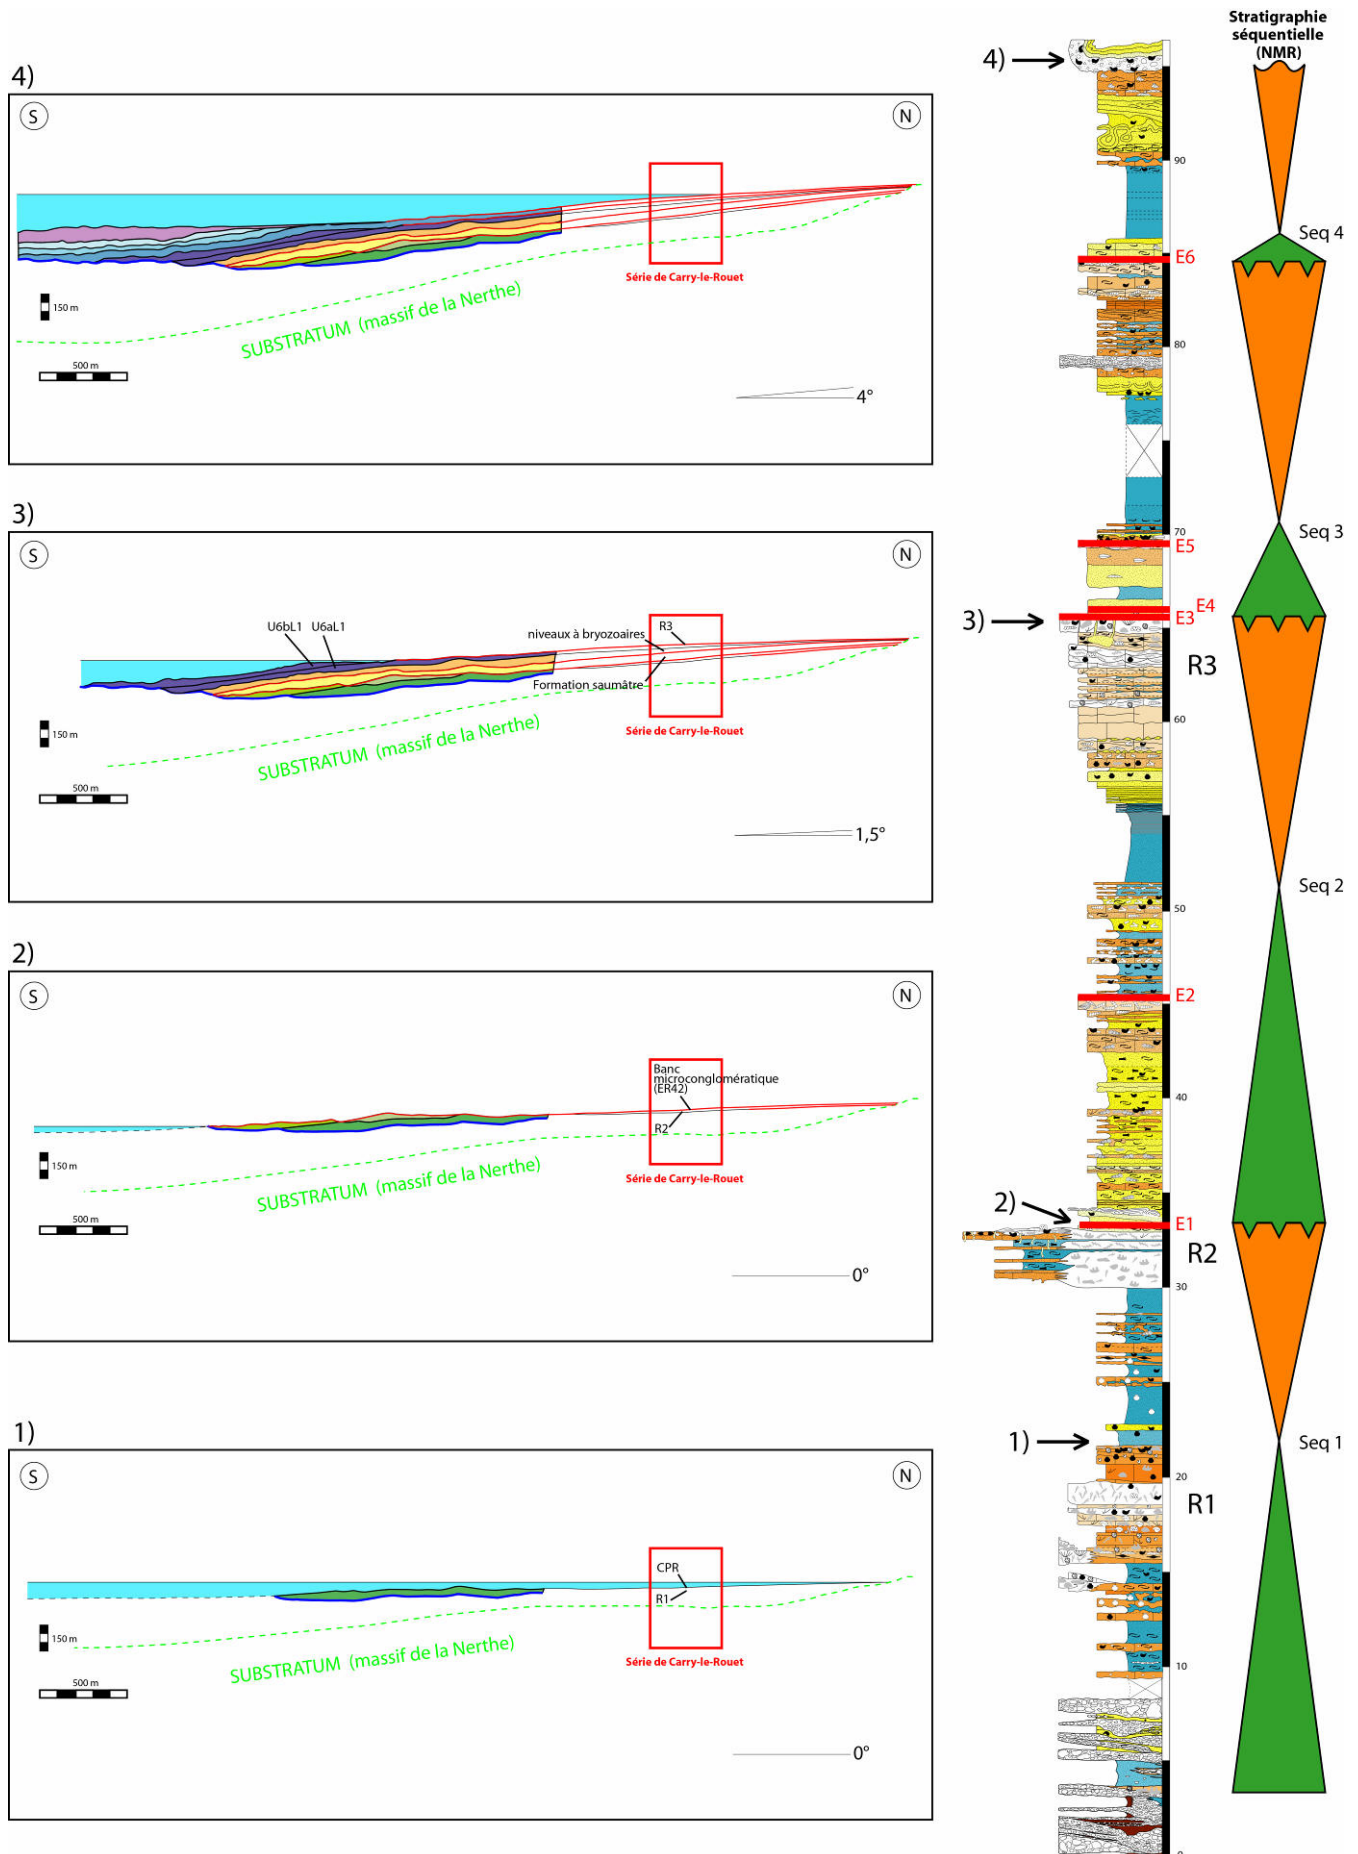 4)
S
N
150 m
500 m
SUBSTRATUM (massif de la Nerthe)
Série de Carry-le-Rouet
4°
3)
S
N
U6bL1
U6aL1
niveaux à bryozoaires
R3
Formation saumâtre
150 m
500 m
SUBSTRATUM (massif de la Nerthe)
Série de Carry-le-Rouet
1,5°
2)
S
N
Banc
microconglomératique
(ER42)
R2
150 m
500 m
SUBSTRATUM (massif de la Nerthe)
Série de Carry-le-Rouet
0°
1)
S
N
CPR
R1
150 m
500 m
SUBSTRATUM (massif de la Nerthe)
Série de Carry-le-Rouet
0°
Stratigraphie
séquentielle
(NMR)
4)
90
Seq 4
E6
80
70
Seq 3
E5
E4
3)
E3
R3
60
Seq 2
50
E2
40
2)
E1
R2
30
1)
Seq 1
20
R1
10
0